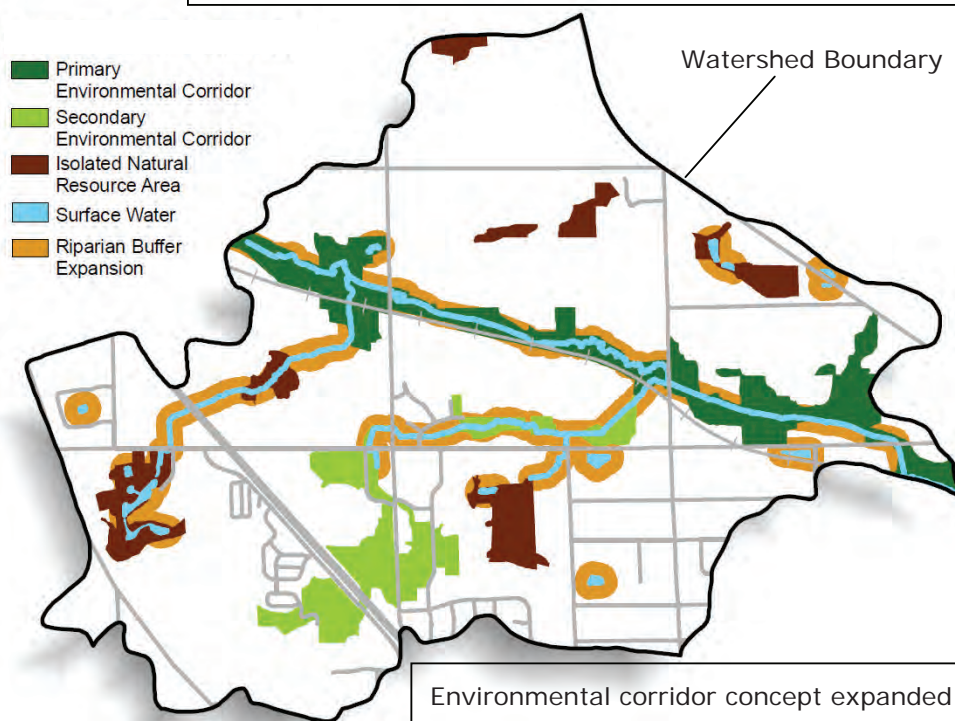 Watershed Boundary
Primary
Environmental Corridor
Secondary
Environmental Corridor
Isolated Natural
Resource Area
Surface Water
Riparian Buffer
Expansion
Environmental corridor concept expanded